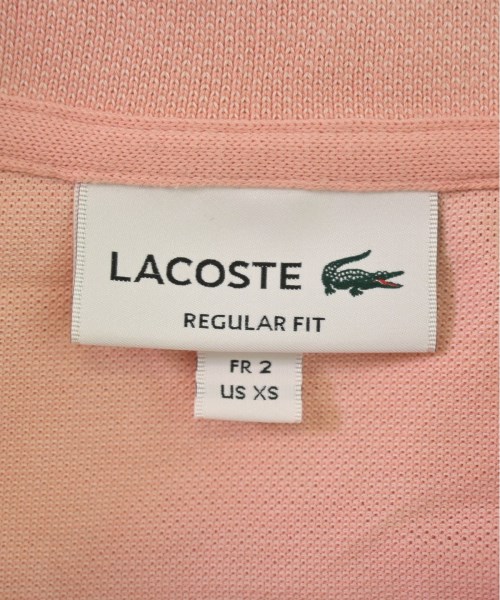 LACOSTE
REGULAR FIT
FR 2
US XS